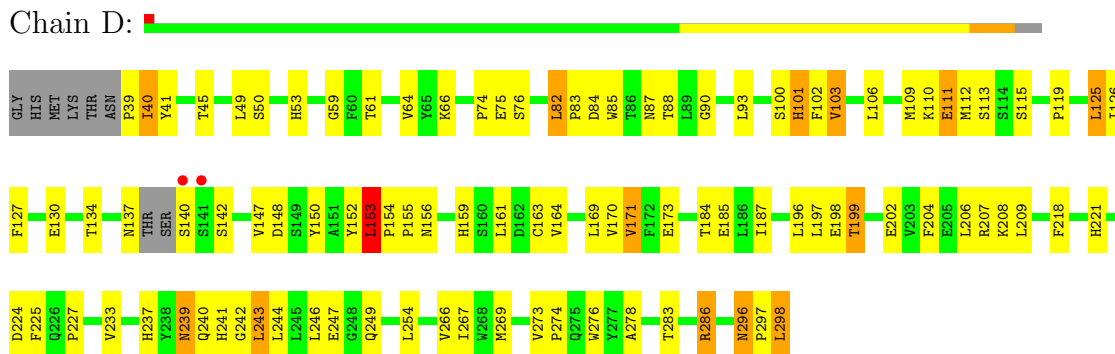 Chain D:
GLY HIS MET LYS THR ASN P39 I40 Y41 T45 L49 S50 H53 G59 F60 T61 V64 Y65 K66 P74 E75 S76 L82 P83 D84 W85 T86 N87 T88 L89 G90 L93 S100 H101 F102 V103 L106 M109 K110 E111 M112 S113 S114 S115 P119 L125 I126
F127 E130 T134 N137 THR SER S140 S141 S142 V147 D148 S149 Y150 A151 Y152 L153 P154 P155 N156 H159 S160 L161 D162 C163 V164 L169 V170 V171 F172 E173 T184 E185 L186 I187 L196 L197 E198 T199 E202 V203 F204 E205 L206 R207 K208 L209 F218 H221
D224 F225 Q226 P227 V233 H237 Y238 N239 Q240 H241 G242 L243 L244 L245 L246 E247 G248 Q249 L254 V266 I267 W268 M269 V273 P274 Q275 W276 Y277 A278 T283 R286 N296 P297 L298